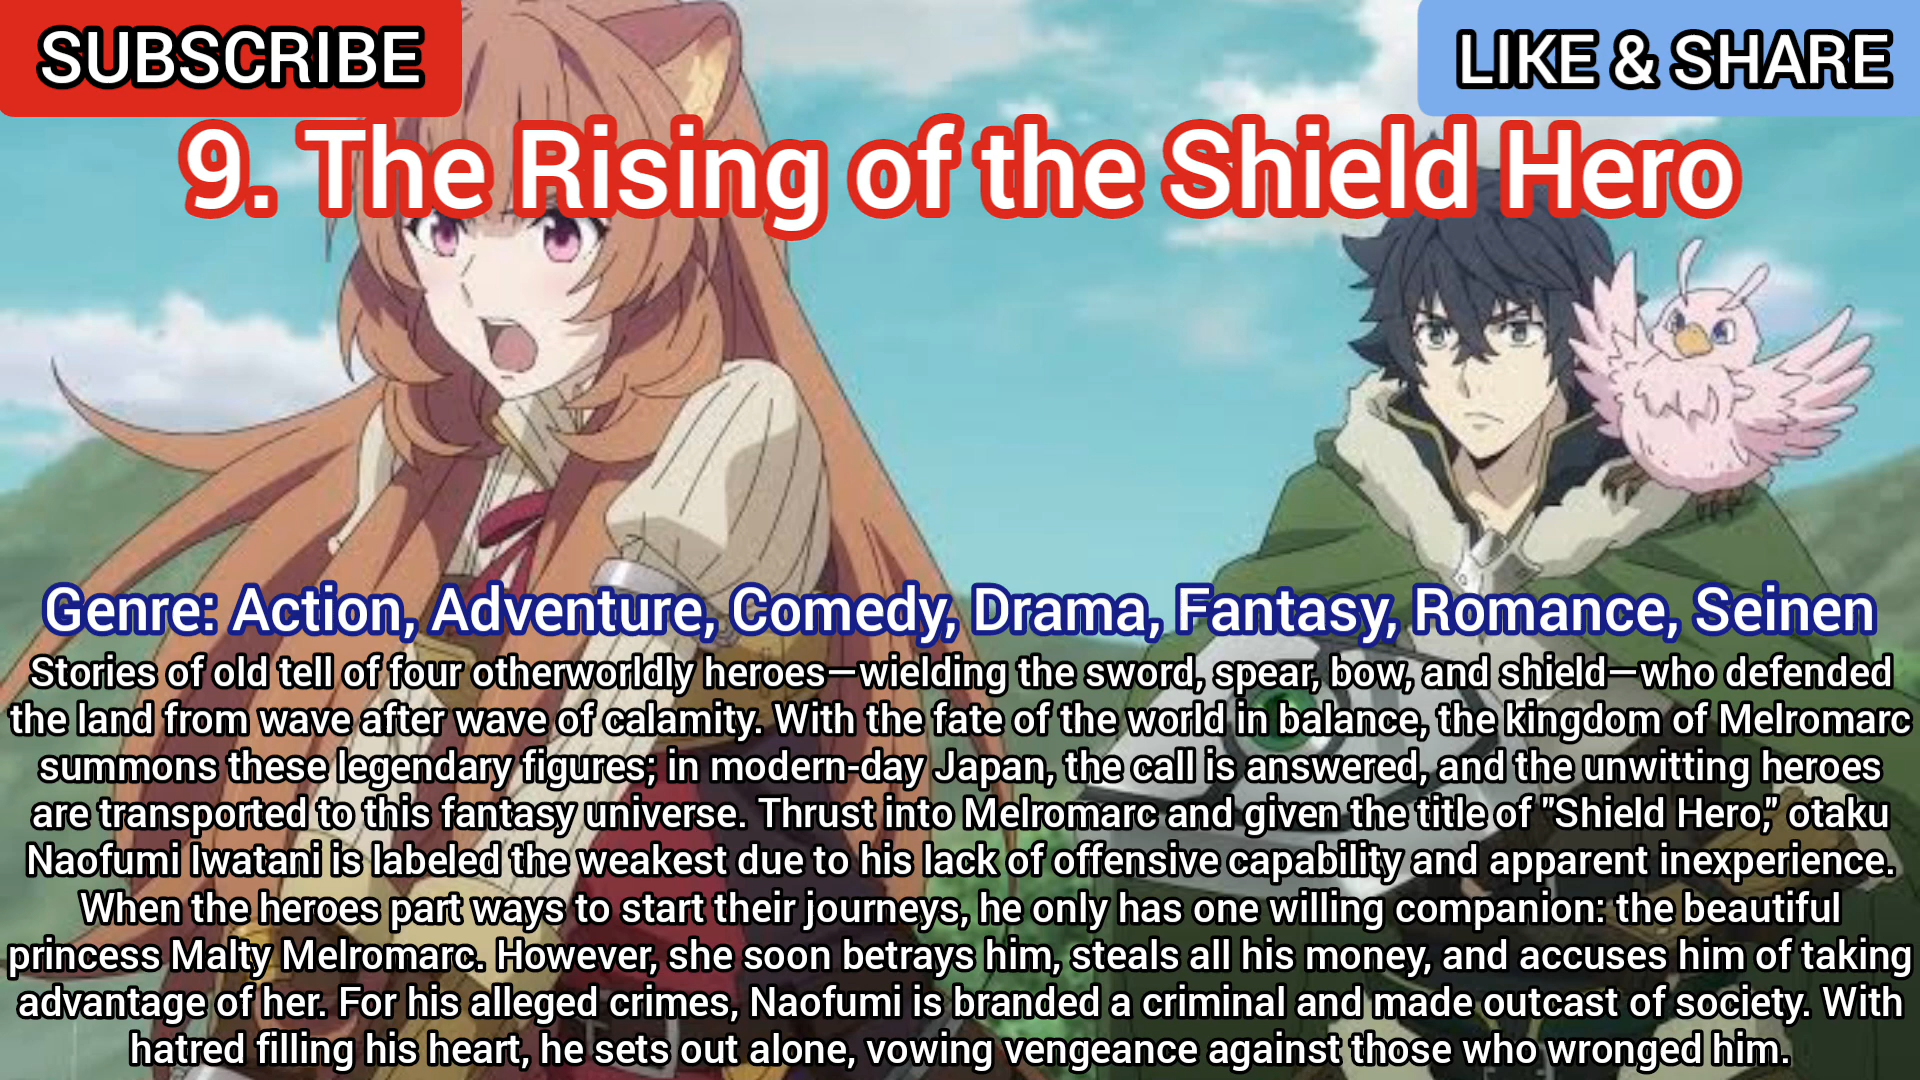 SUBSCRIBE
LIKE & SHARE
9. The Rising of the Shield Hero
Genre: Action, Adventure, Comedy, Drama, Fantasy, Romance, Seinen
Stories of old tell of four otherworldly heroes—wielding the sword, spear, bow, and shield—who defended
the land from wave after wave of calamity. With the fate of the world in balance, the kingdom of Melromarc
summons these legendary figures; in modern-day Japan, the call is answered, and the unwitting heroes
are transported to this fantasy universe. Thrust into Melromarc and given the title of "Shield Hero," otaku
Naofumi Iwatani is labeled the weakest due to his lack of offensive capability and apparent inexperience.
When the heroes part ways to start their journeys, he only has one willing companion: the beautiful
princess Malty Melromarc. However, she soon betrays him, steals all his money, and accuses him of taking
advantage of her. For his alleged crimes, Naofumi is branded a criminal and made outcast of society. With
hatred filling his heart, he sets out alone, vowing vengeance against those who wronged him.